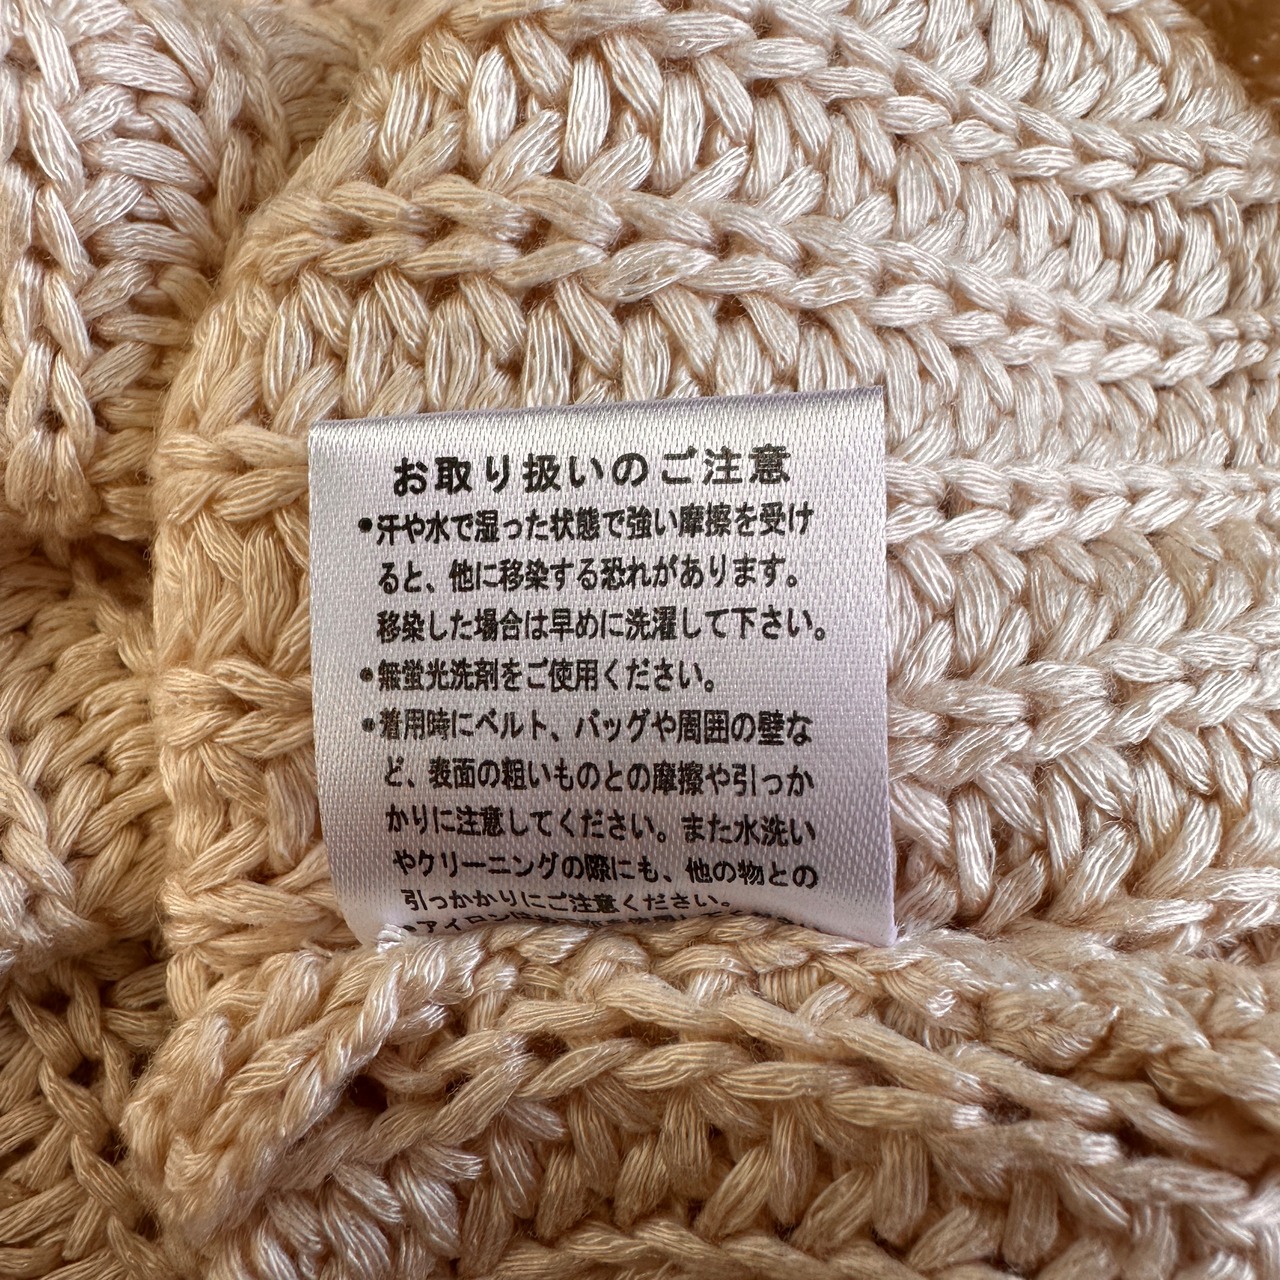 お取り扱いのご注意
●汗や水で湿った状態で強い摩擦を受け
ると、他に移染する恐れがあります。
移染した場合は早めに洗濯して下さい。
●無蛍光洗剤をご使用ください。
●着用時にベルト、バッグや周囲の壁な
ど、表面の粗いものとの摩擦や引っか
かりに注意してください。また水洗い
やクリーニングの際にも、他の物との
引っかかりにご注意ください。
●アイロンは